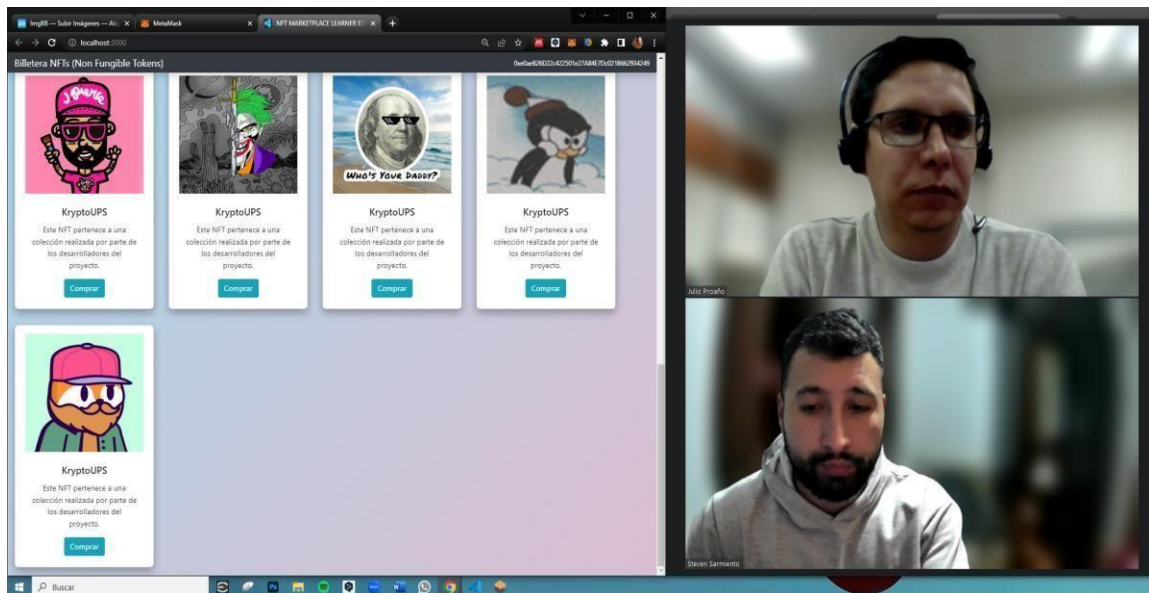 ImgBB — Subir Imágenes — Alo
MetaMask
NFT MARKETPLACE LEARNER
localhost:3000
Billetera NFTs (Non Fungible Tokens)
J Pierre
WHO'S YOUR DADDY?
KryptoUPS
Este NFT pertenece a una
colección realizada por parte de
los desarrolladores del
proyecto.
Comprar
KryptoUPS
Este NFT pertenece a una
colección realizada por parte de
los desarrolladores del
proyecto.
Comprar
KryptoUPS
Este NFT pertenece a una
colección realizada por parte de
los desarrolladores del
proyecto.
Comprar
KryptoUPS
Este NFT pertenece a una
colección realizada por parte de
los desarrolladores del
proyecto.
Comprar
KryptoUPS
Este NFT pertenece a una
colección realizada por parte de
los desarrolladores del
proyecto.
Comprar
Buscar
Julio Proaño
Steven Sarmiento